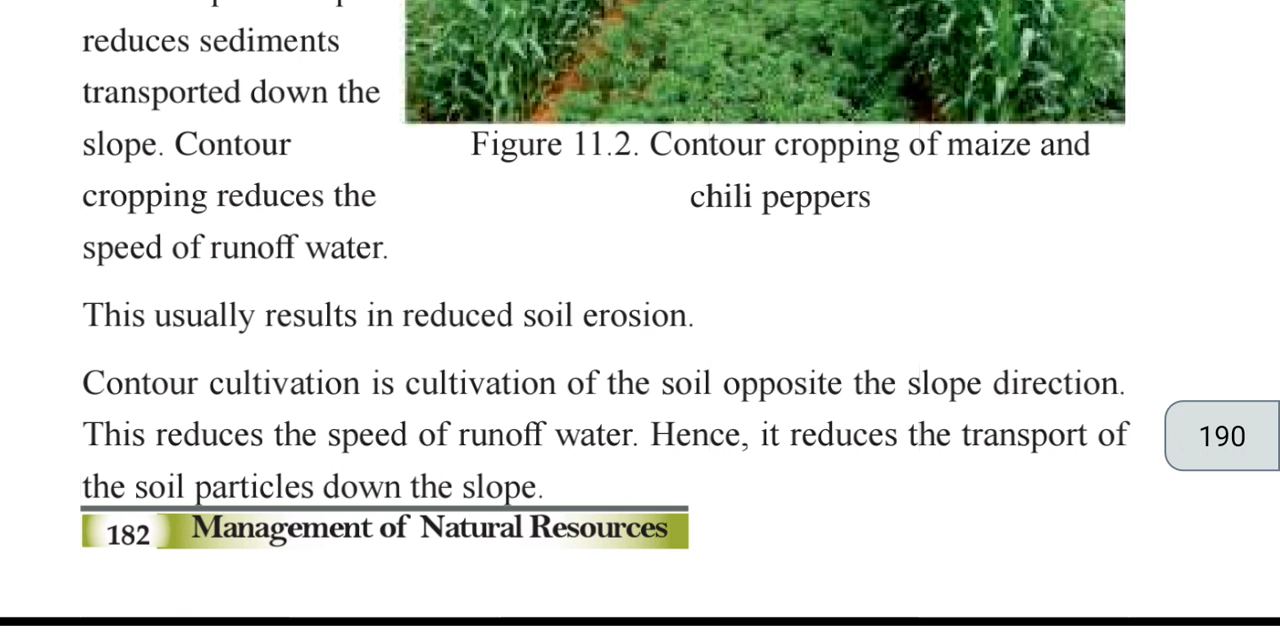 reduces sediments
transported down the
slope. Contour
cropping reduces the
speed of runoff water.
Figure 11.2. Contour cropping of maize and
chili peppers
This usually results in reduced soil erosion.
Contour cultivation is cultivation of the soil opposite the slope direction.
This reduces the speed of runoff water. Hence, it reduces the transport of
the soil particles down the slope.
190
182 Management of Natural Resources